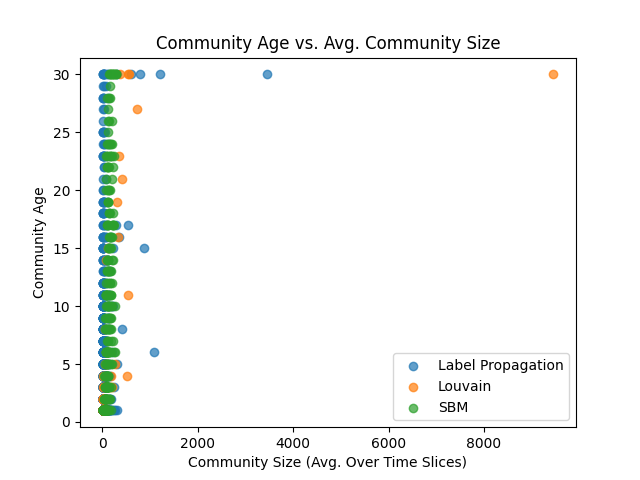 Community Age vs. Avg. Community Size
30
25
20
15
10
5
0
Community Age
Label Propagation
Louvain
SBM
0 2000 4000 6000 8000
Community Size (Avg. Over Time Slices)